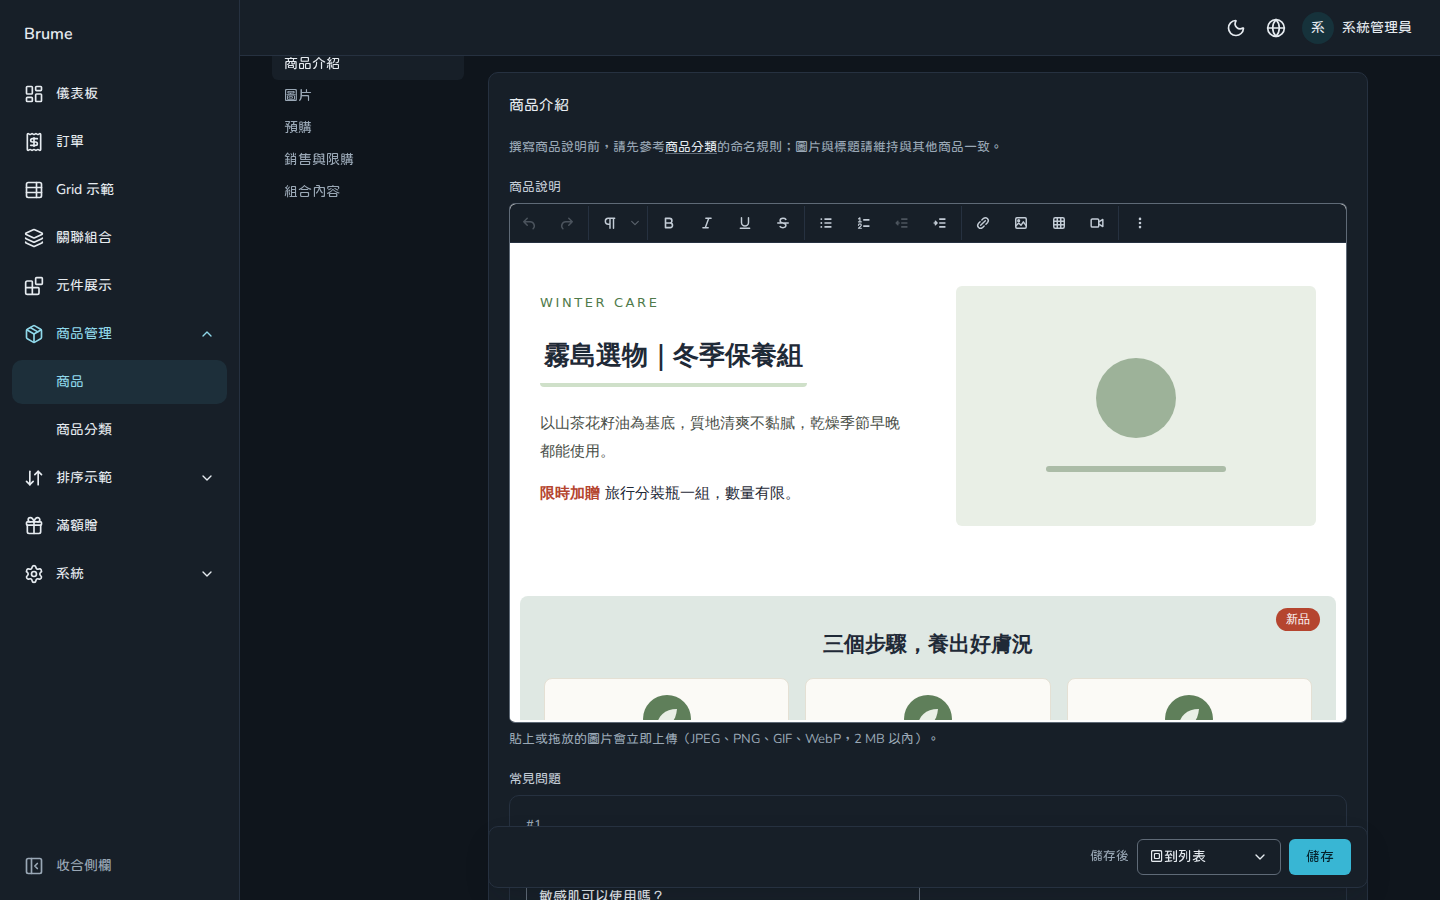 Brume
系
系統管理員
儀表板
訂單
Grid 示範
關聯組合
元件展示
商品管理
商品
商品分類
排序示範
滿額贈
系統
收合側欄
商品介紹
圖片
預購
銷售與限購
組合內容
商品介紹
撰寫商品說明前，請先參考商品分類的命名規則；圖片與標題請維持與其他商品一致。
商品說明
WINTER CARE
霧島選物｜冬季保養組
以山茶花籽油為基底，質地清爽不黏膩，乾燥季節早晚
都能使用。
限時加贈 旅行分裝瓶一組，數量有限。
新品
三個步驟，養出好膚況
貼上或拖放的圖片會立即上傳（JPEG、PNG、GIF、WebP，2 MB 以內）。
常見問題
#1
儲存後
回到列表
儲存
敏感肌可以使用嗎？